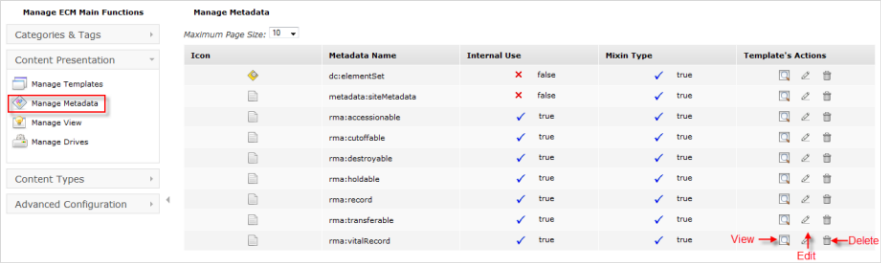 Manage ECM Main Functions
Manage Metadata
Categories & Tags
Content Presentation
Manage Templates
Manage Metadata
Manage View
Manage Drives
Content Types
Advanced Configuration
Maximum Page Size: 10
Icon Metadata Name Internal Use Mixin Type Template's Actions
dc:elementSet false true
metadata:siteMetadata false true
rma:accessionable true true
rma:cutoffable true true
rma:destroyable true true
rma:holdable true true
rma:record true true
rma:transferable true true
rma:vitalRecord true true
View Delete
Edit